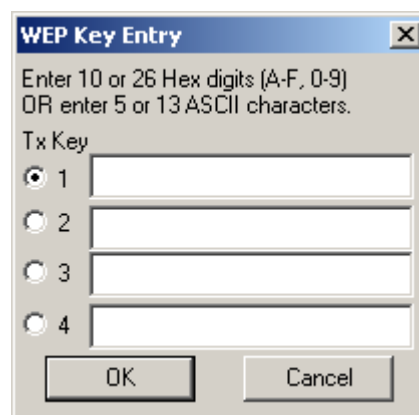 WEP Key Entry
Enter 10 or 26 Hex digits (A-F, 0-9)
OR enter 5 or 13 ASCII characters.
Tx Key
1
2
3
4
OK Cancel